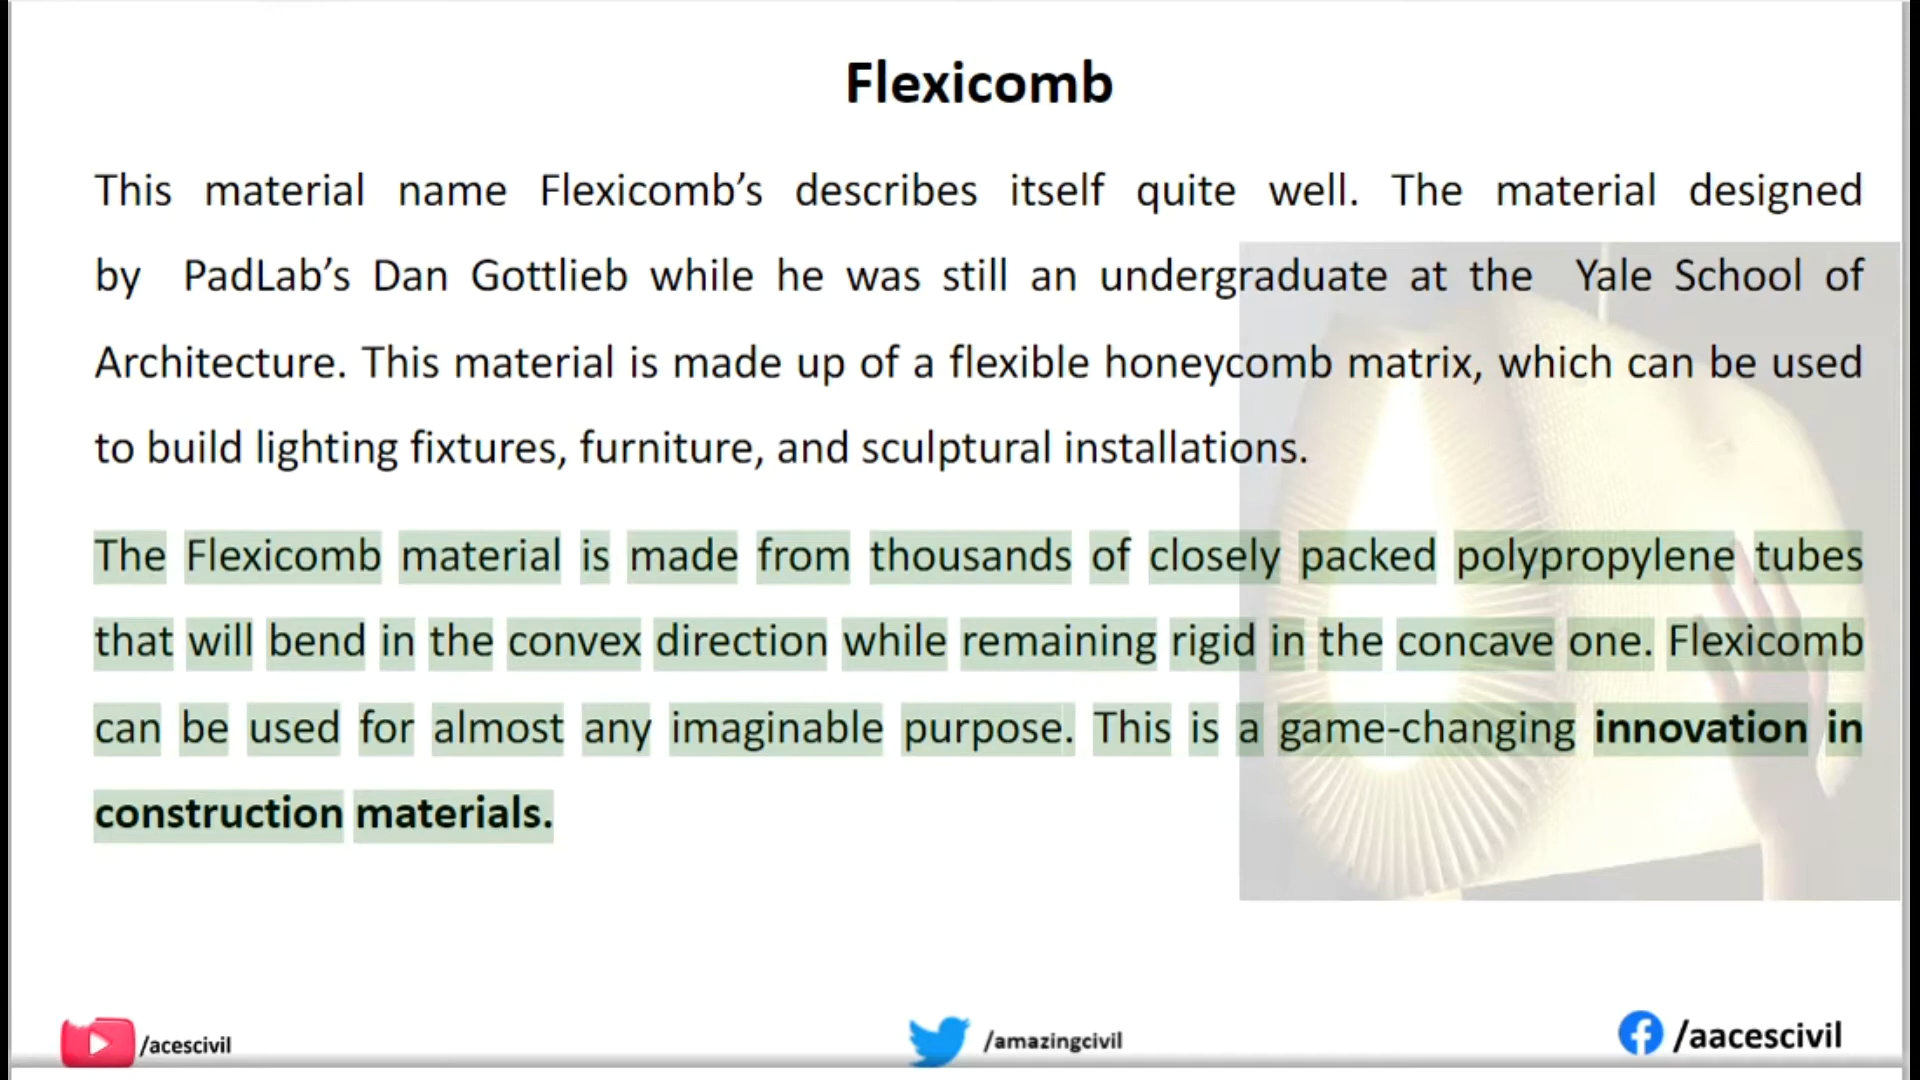 Flexicomb
This material name Flexicomb’s describes itself quite well. The material designed
by PadLab’s Dan Gottlieb while he was still an undergraduate at the Yale School of
Architecture. This material is made up of a flexible honeycomb matrix, which can be used
to build lighting fixtures, furniture, and sculptural installations.
The Flexicomb material is made from thousands of closely packed polypropylene tubes
that will bend in the convex direction while remaining rigid in the concave one. Flexicomb
can be used for almost any imaginable purpose. This is a game-changing innovation in
construction materials.
/acescivil
/amazingcivil
/aacescivil